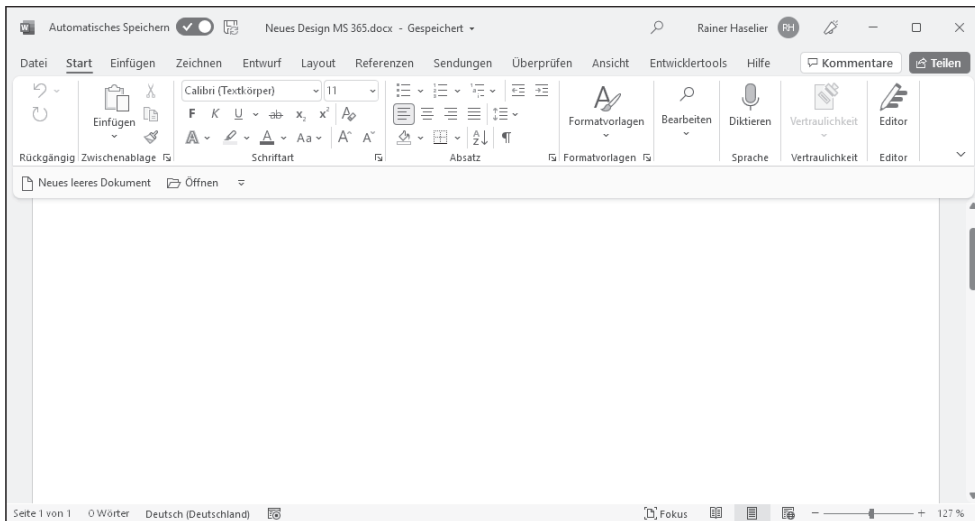 Automatisches Speichern Neues Design MS 365.docx - Gespeichert Rainer Haselier RH
Datei Start Einfügen Zeichnen Entwurf Layout Referenzen Sendungen Überprüfen Ansicht Entwicklertools Hilfe Kommentare Teilen
Calibri (Textkörper) 11
Einfügen Formatvorlagen Bearbeiten Diktieren Vertraulichkeit Editor
F K U ab x₂ x² A
A A Aa A A
Rückgängig Zwischenablage Schriftart Absatz Formatvorlagen Sprache Vertraulichkeit Editor
Neues leeres Dokument Öffnen
Seite 1 von 1 0 Wörter Deutsch (Deutschland) Fokus 127 %